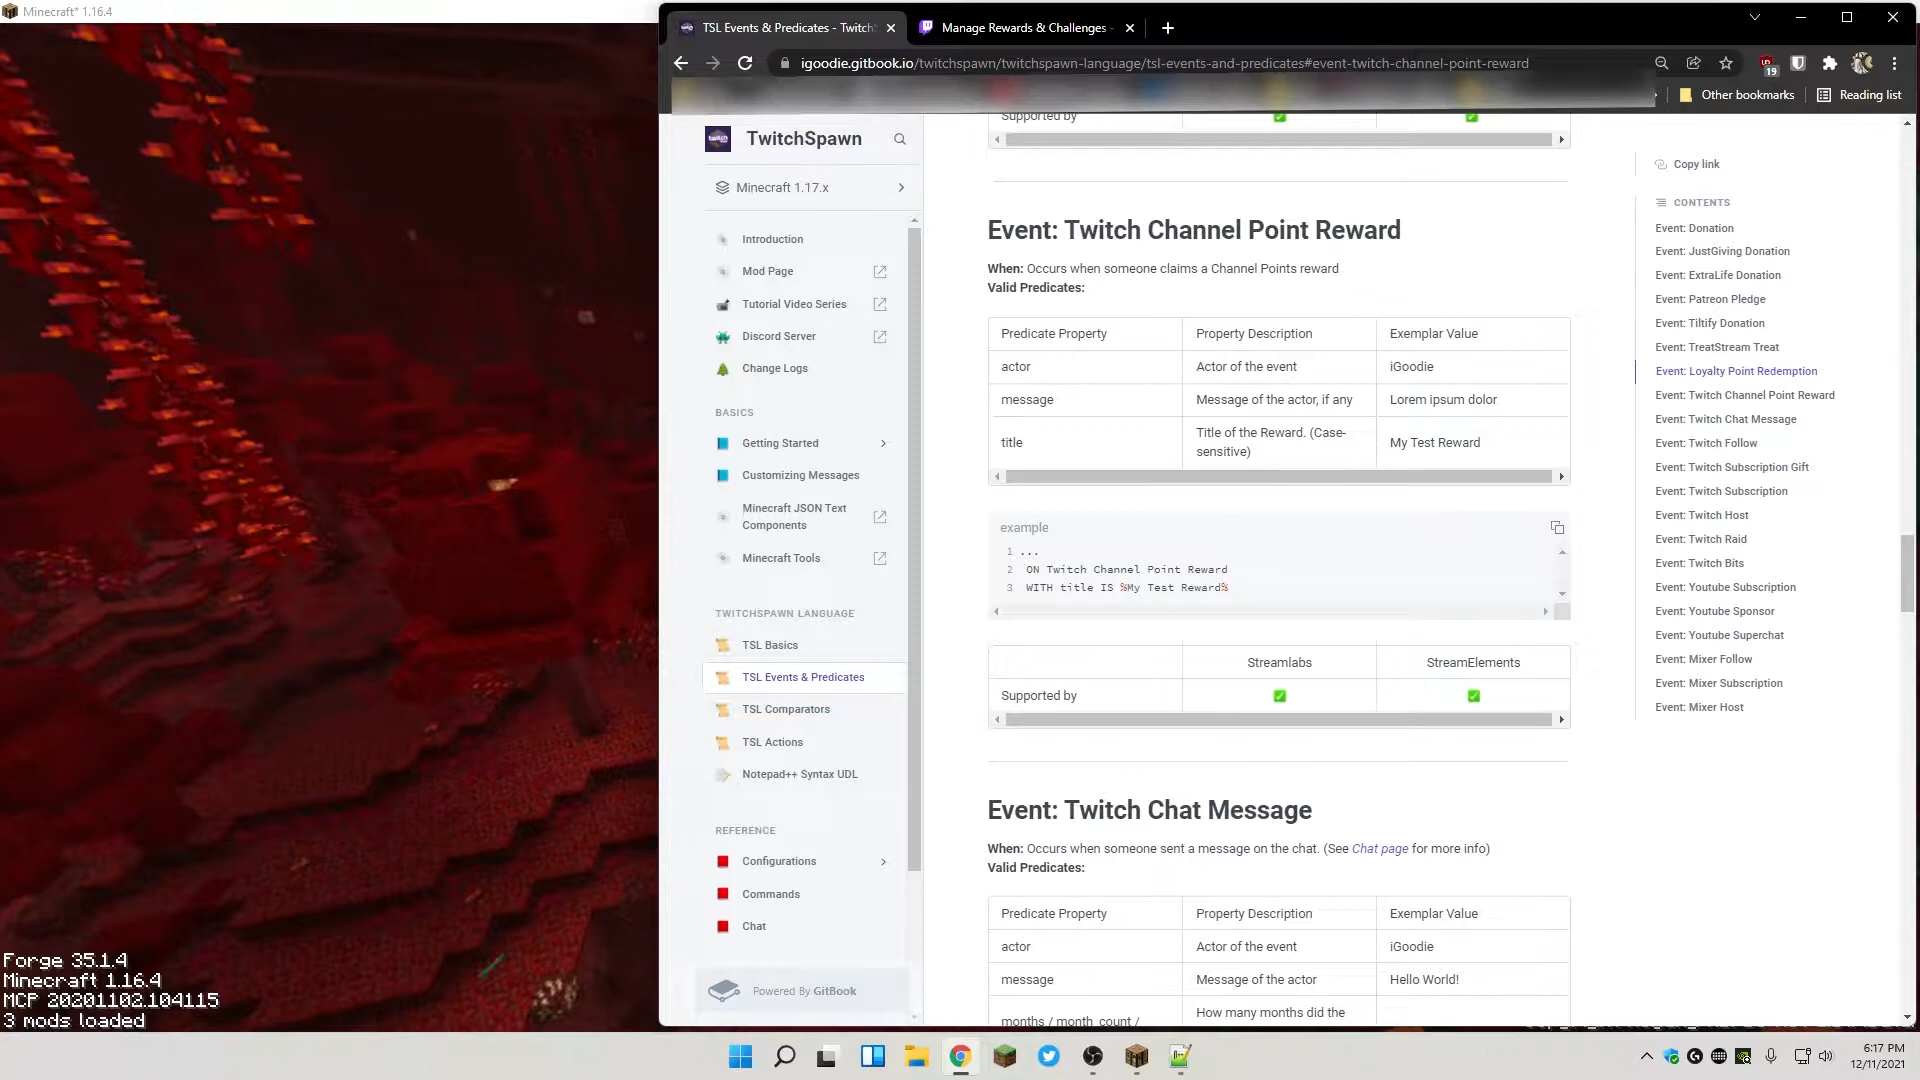 Minecraft* 1.16.4
TSL Events & Predicates - Twitch
Manage Rewards & Challenges -
igoodie.gitbook.io/twitchspawn/twitchspawn-language/tsl-events-and-predicates#event-twitch-channel-point-reward
19
Other bookmarks
Reading list
TwitchSpawn
Minecraft 1.17.x
Introduction
Mod Page
Tutorial Video Series
Discord Server
Change Logs
BASICS
Getting Started
Customizing Messages
Minecraft JSON Text
Components
Minecraft Tools
TWITCHSPAWN LANGUAGE
TSL Basics
TSL Events & Predicates
TSL Comparators
TSL Actions
Notepad++ Syntax UDL
REFERENCE
Configurations
Commands
Chat
Powered By GitBook
Supported by
Event: Twitch Channel Point Reward
When: Occurs when someone claims a Channel Points reward
Valid Predicates:
Predicate Property Property Description Exemplar Value
actor Actor of the event iGoodie
message Message of the actor, if any Lorem ipsum dolor
title Title of the Reward. (Case-
sensitive) My Test Reward
example
1 ...
2 ON Twitch Channel Point Reward
3 WITH title IS %My Test Reward%
Streamlabs StreamElements
Supported by
Event: Twitch Chat Message
When: Occurs when someone sent a message on the chat. (See Chat page for more info)
Valid Predicates:
Predicate Property Property Description Exemplar Value
actor Actor of the event iGoodie
message Message of the actor Hello World!
months / month_count / How many months did the
Copy link
CONTENTS
Event: Donation
Event: JustGiving Donation
Event: ExtraLife Donation
Event: Patreon Pledge
Event: Tiltify Donation
Event: TreatStream Treat
Event: Loyalty Point Redemption
Event: Twitch Channel Point Reward
Event: Twitch Chat Message
Event: Twitch Follow
Event: Twitch Subscription Gift
Event: Twitch Subscription
Event: Twitch Host
Event: Twitch Raid
Event: Twitch Bits
Event: Youtube Subscription
Event: Youtube Sponsor
Event: Youtube Superchat
Event: Mixer Follow
Event: Mixer Subscription
Event: Mixer Host
Forge 35.1.4
Minecraft 1.16.4
MCP 20201102.104115
3 mods loaded
6:17 PM
12/11/2021